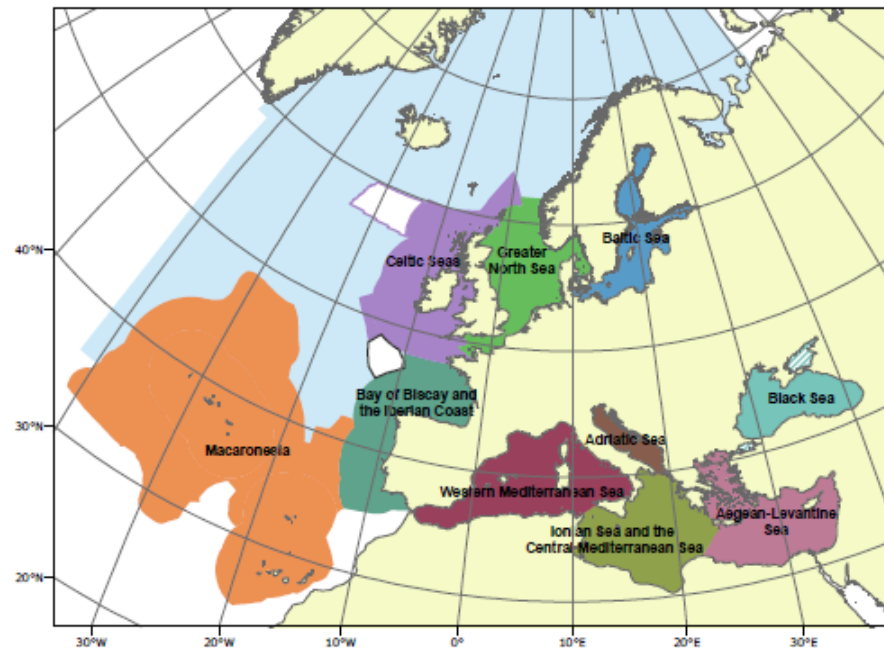 40°N
30°N
20°N
Celtic Seas
Greater
North Sea
Baltic Sea
Bay of Biscay and
the Iberian Coast
Black Sea
Macaronesia
Adriatic Sea
Western Mediterranean Sea
Aegean-Levantine
Sea
Ionian Sea and the
Central Mediterranean Sea
30°W
20°W
10°W
0°
10°E
20°E
30°E